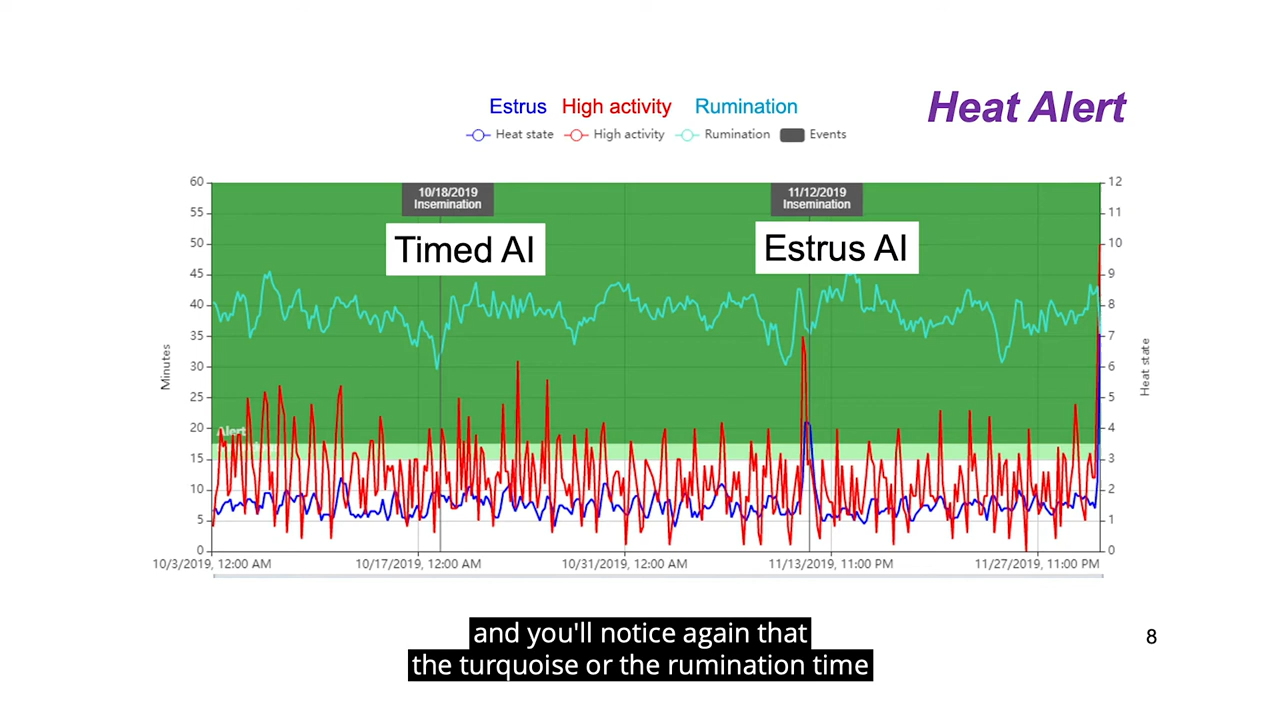 Estrus High activity Rumination
Heat Alert
Heat state High activity Rumination Events
60
55
50
45
40
35
30
25
20
15
10
5
0
Minutes
12
11
10
9
8
7
6
5
4
3
2
1
0
Heat state
10/18/2019
Insemination
11/12/2019
Insemination
Timed AI
Estrus AI
Alert
10/3/2019, 12:00 AM
10/17/2019, 12:00 AM
10/31/2019, 12:00 AM
11/13/2019, 11:00 PM
11/27/2019, 11:00 PM
and you'll notice again that
the turquoise or the rumination time
8